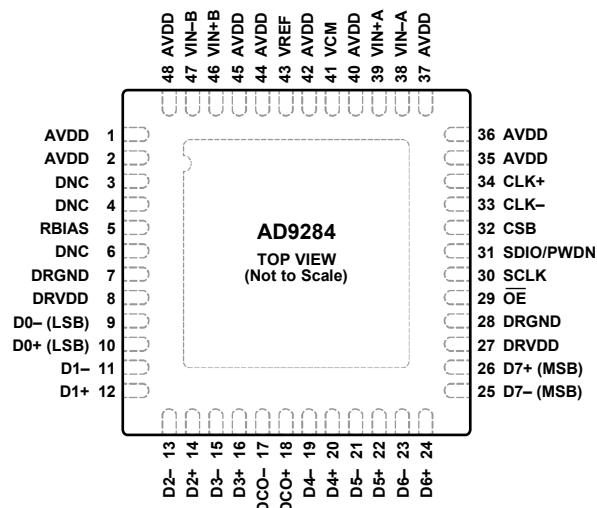 48 AVDD
47 VIN–B
46 VIN+B
45 AVDD
44 AVDD
43 VREF
42 AVDD
41 VCM
40 AVDD
39 VIN+A
38 VIN–A
37 AVDD
AVDD 1
AVDD 2
DNC 3
DNC 4
RBIAS 5
DNC 6
DRGND 7
DRVDD 8
D0– (LSB) 9
D0+ (LSB) 10
D1– 11
D1+ 12
AD9284
TOP VIEW
(Not to Scale)
36 AVDD
35 AVDD
34 CLK+
33 CLK–
32 CSB
31 SDIO/PWDN
30 SCLK
29 O̅E̅
28 DRGND
27 DRVDD
26 D7+ (MSB)
25 D7– (MSB)
D2– 13
D2+ 14
D3– 15
D3+ 16
DCO– 17
DCO+ 18
D4– 19
D4+ 20
D5– 21
D5+ 22
D6– 23
D6+ 24